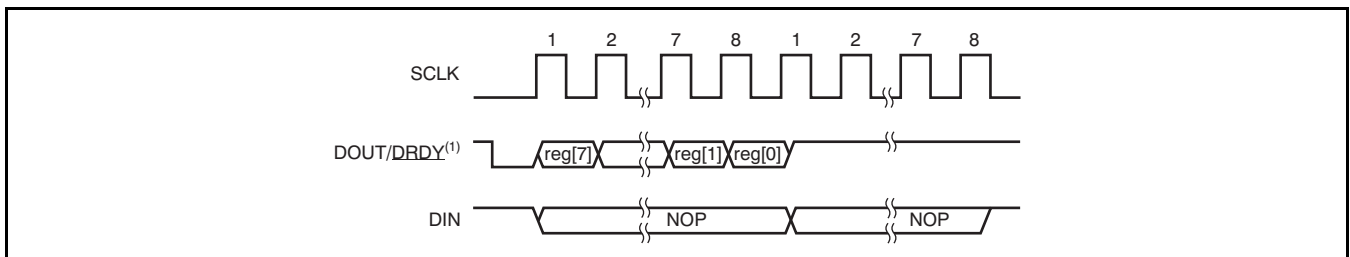 1 2 7 8 1 2 7 8
SCLK
DOUT/DRDY(1) reg[7] reg[1] reg[0]
DIN NOP NOP